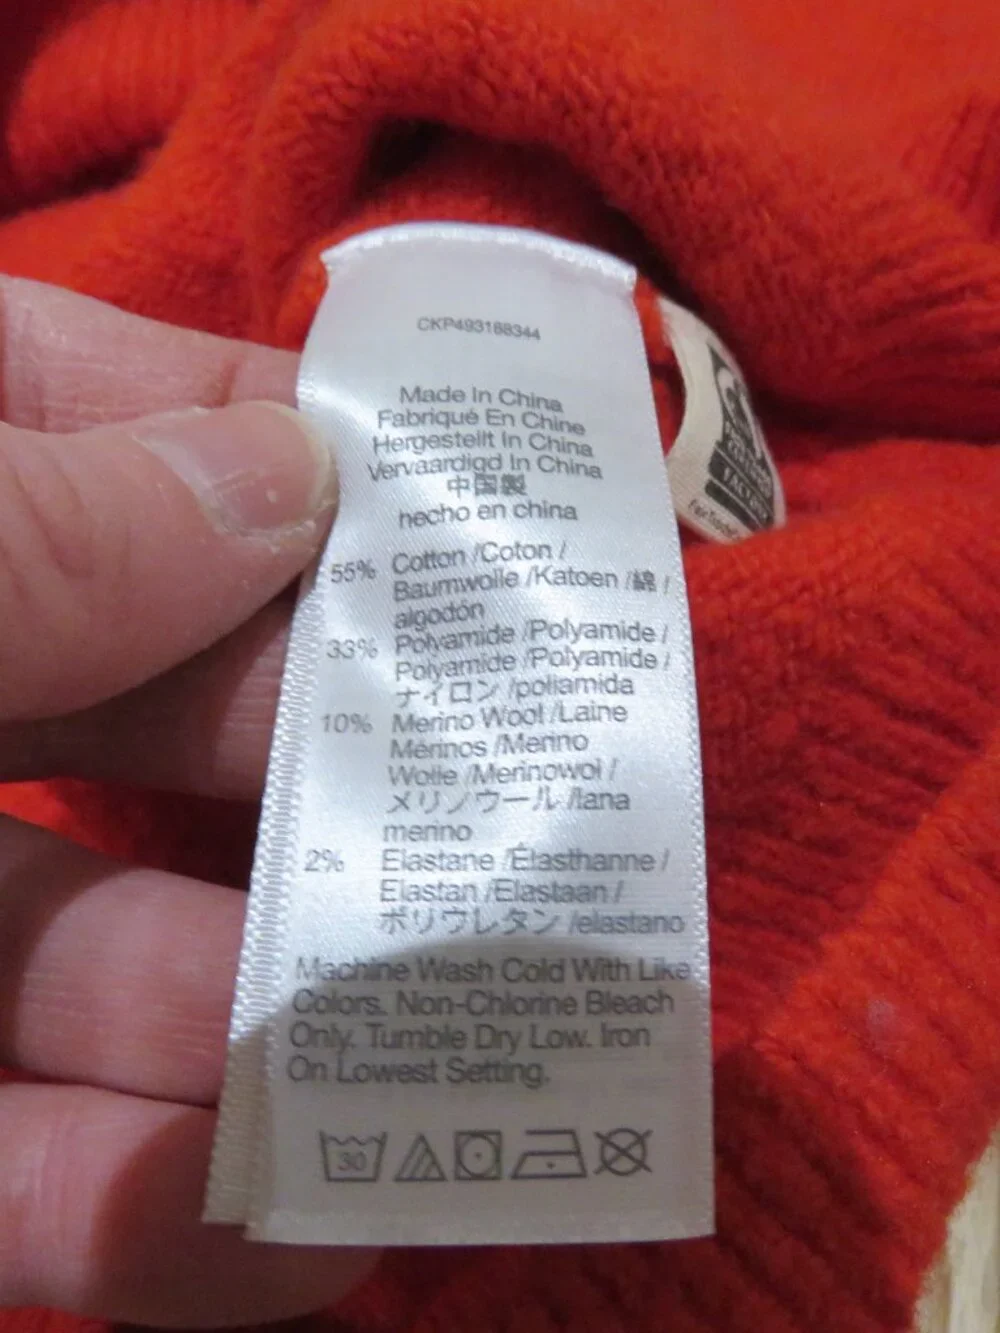 CKP493188344
Made In China
Fabriqué En Chine
Hergestellt In China
Vervaardigd In China
中国製
hecho en china
55% Cotton /Coton /
Baumwolle /Katoen /綿 /
algodón
33% Polyamide /Polyamide /
Polyamide /Polyamide /
ナイロン /poliamida
10% Merino Wool /Laine
Mérinos /Merino
Wolle /Merinowol /
メリノウール /lana
merino
2% Elastane /Élasthanne /
Elastan /Elastaan /
ポリウレタン /elastano
Machine Wash Cold With Like
Colors. Non-Chlorine Bleach
Only. Tumble Dry Low. Iron
On Lowest Setting.
30
FACTORY